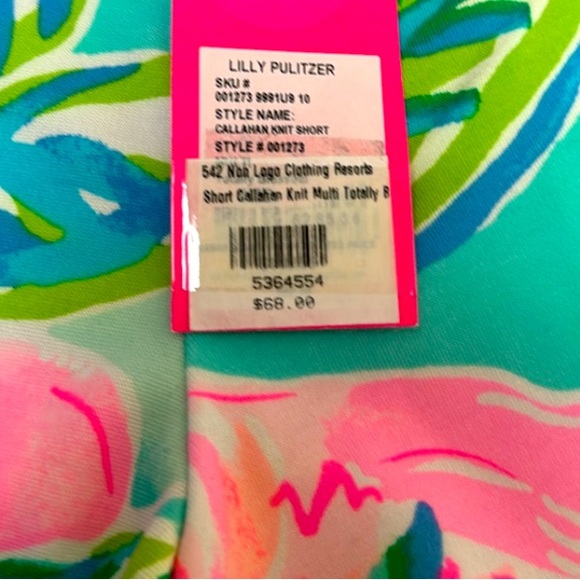 LILLY PULITZER
SKU #
001273 9991U9 10
STYLE NAME:
CALLAHAN KNIT SHORT
STYLE # 001273
542 Non Logo Clothing Resorts
Short Callahan Knit Multi Totally B
5364554
$68.00